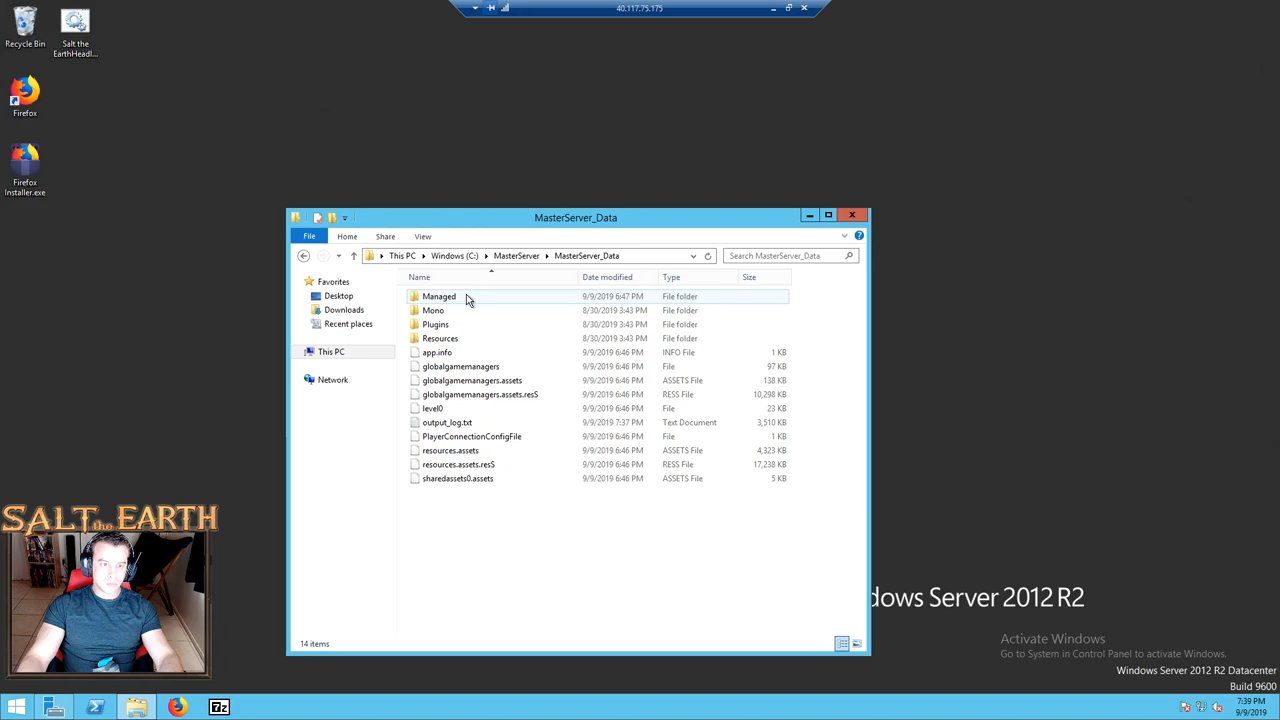 40.117.75.175
Recycle Bin
Salt the
EarthHeadl...
Firefox
Firefox
Installer.exe
MasterServer_Data
File
Home
Share
View
This PC
Windows (C:)
MasterServer
MasterServer_Data
Search MasterServer_Data
Name
Date modified
Type
Size
Favorites
Desktop
Downloads
Recent places
This PC
Network
Managed 9/9/2019 6:47 PM File folder
Mono 8/30/2019 3:43 PM File folder
Plugins 8/30/2019 3:43 PM File folder
Resources 8/30/2019 3:43 PM File folder
app.info 9/9/2019 6:46 PM INFO File 1 KB
globalgamemanagers 9/9/2019 6:46 PM File 97 KB
globalgamemanagers.assets 9/9/2019 6:46 PM ASSETS File 138 KB
globalgamemanagers.assets.resS 9/9/2019 6:46 PM RESS File 10,298 KB
level0 9/9/2019 6:46 PM File 23 KB
output_log.txt 9/9/2019 7:37 PM Text Document 3,510 KB
PlayerConnectionConfigFile 9/9/2019 6:46 PM File 1 KB
resources.assets 9/9/2019 6:46 PM ASSETS File 4,323 KB
resources.assets.resS 9/9/2019 6:46 PM RESS File 17,238 KB
sharedassets0.assets 9/9/2019 6:46 PM ASSETS File 5 KB
14 items
SALT the EARTH
dows Server 2012 R2
Activate Windows
Go to System in Control Panel to activate Windows.
Windows Server 2012 R2 Datacenter
Build 9600
7z
7:39 PM
9/9/2019